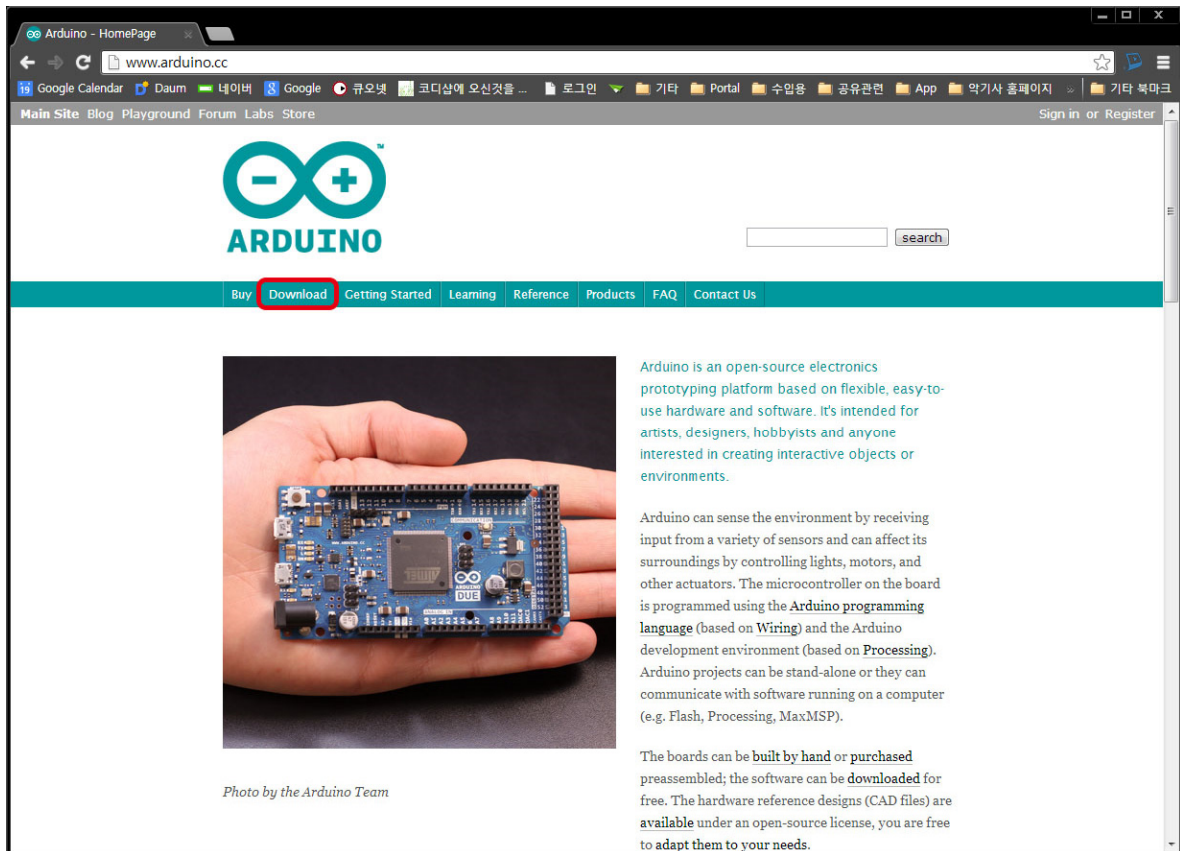 Arduino - HomePage
www.arduino.cc
19 Google Calendar Daum 네이버 8 Google 큐오넷 코디샵에 오신것을 ... 로그인 기타 Portal 수입용 공유관련 App 악기사 홈페이지 » 기타 북마크
Main Site Blog Playground Forum Labs Store Sign in or Register
ARDUINO
TM
search
Buy Download Getting Started Learning Reference Products FAQ Contact Us
ARDUINO
DUE
ATMEL
COMMUNICATION
ANALOG IN
Arduino is an open-source electronics
prototyping platform based on flexible, easy-to-
use hardware and software. It's intended for
artists, designers, hobbyists and anyone
interested in creating interactive objects or
environments.
Arduino can sense the environment by receiving
input from a variety of sensors and can affect its
surroundings by controlling lights, motors, and
other actuators. The microcontroller on the board
is programmed using the Arduino programming
language (based on Wiring) and the Arduino
development environment (based on Processing).
Arduino projects can be stand-alone or they can
communicate with software running on a computer
(e.g. Flash, Processing, MaxMSP).
The boards can be built by hand or purchased
preassembled; the software can be downloaded for
free. The hardware reference designs (CAD files) are
available under an open-source license, you are free
to adapt them to your needs.
Photo by the Arduino Team